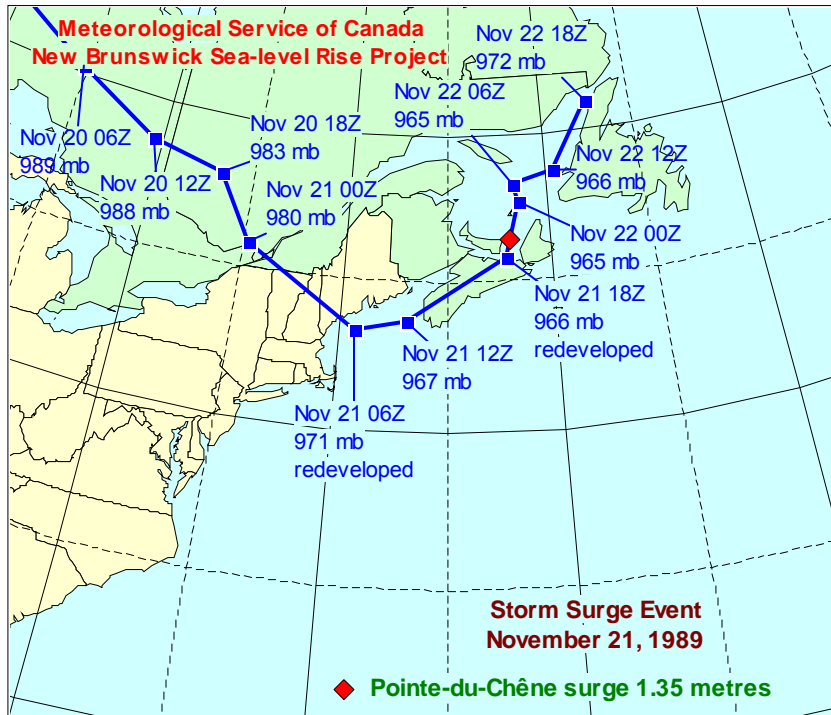 Meteorological Service of Canada
New Brunswick Sea-level Rise Project
Nov 20 06Z
989 mb
Nov 20 12Z
988 mb
Nov 20 18Z
983 mb
Nov 21 00Z
980 mb
Nov 21 06Z
971 mb
redeveloped
Nov 21 12Z
967 mb
Nov 21 18Z
966 mb
redeveloped
Nov 22 00Z
965 mb
Nov 22 06Z
965 mb
Nov 22 12Z
966 mb
Nov 22 18Z
972 mb
Storm Surge Event
November 21, 1989
Pointe-du-Chêne surge 1.35 metres